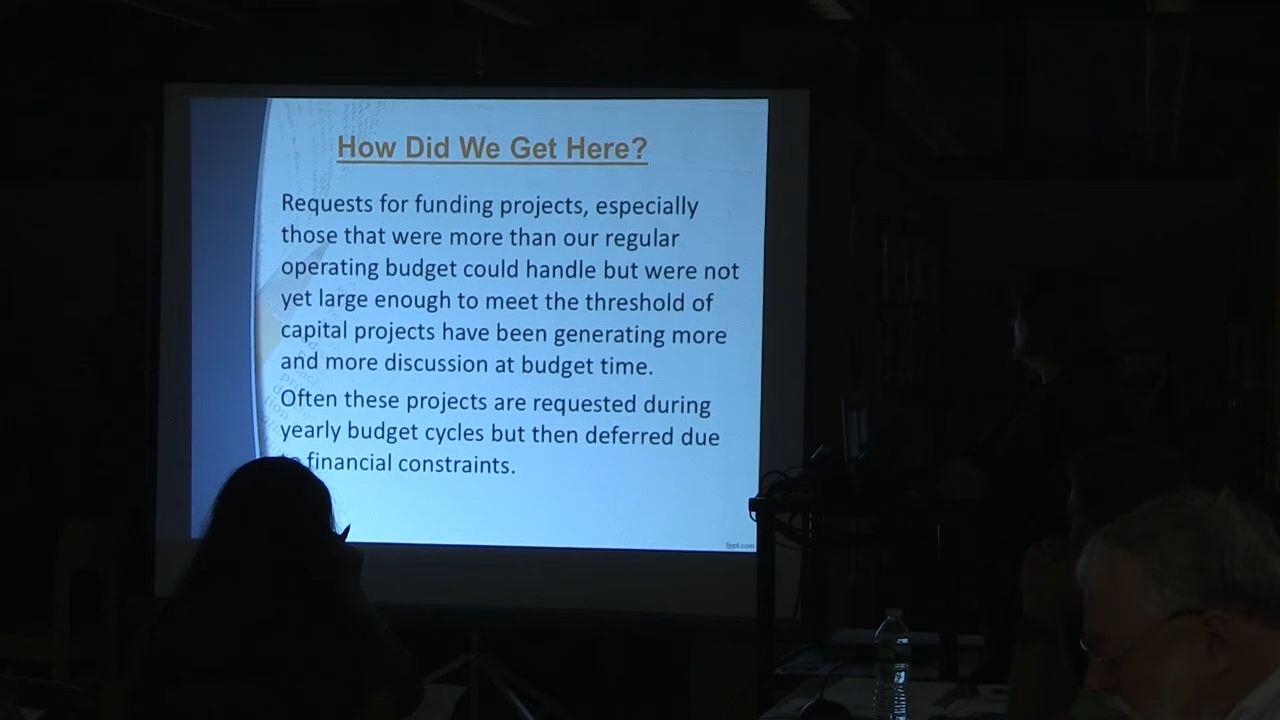 How Did We Get Here?
Requests for funding projects, especially
those that were more than our regular
operating budget could handle but were not
yet large enough to meet the threshold of
capital projects have been generating more
and more discussion at budget time.
Often these projects are requested during
yearly budget cycles but then deferred due
financial constraints.
fppt.com